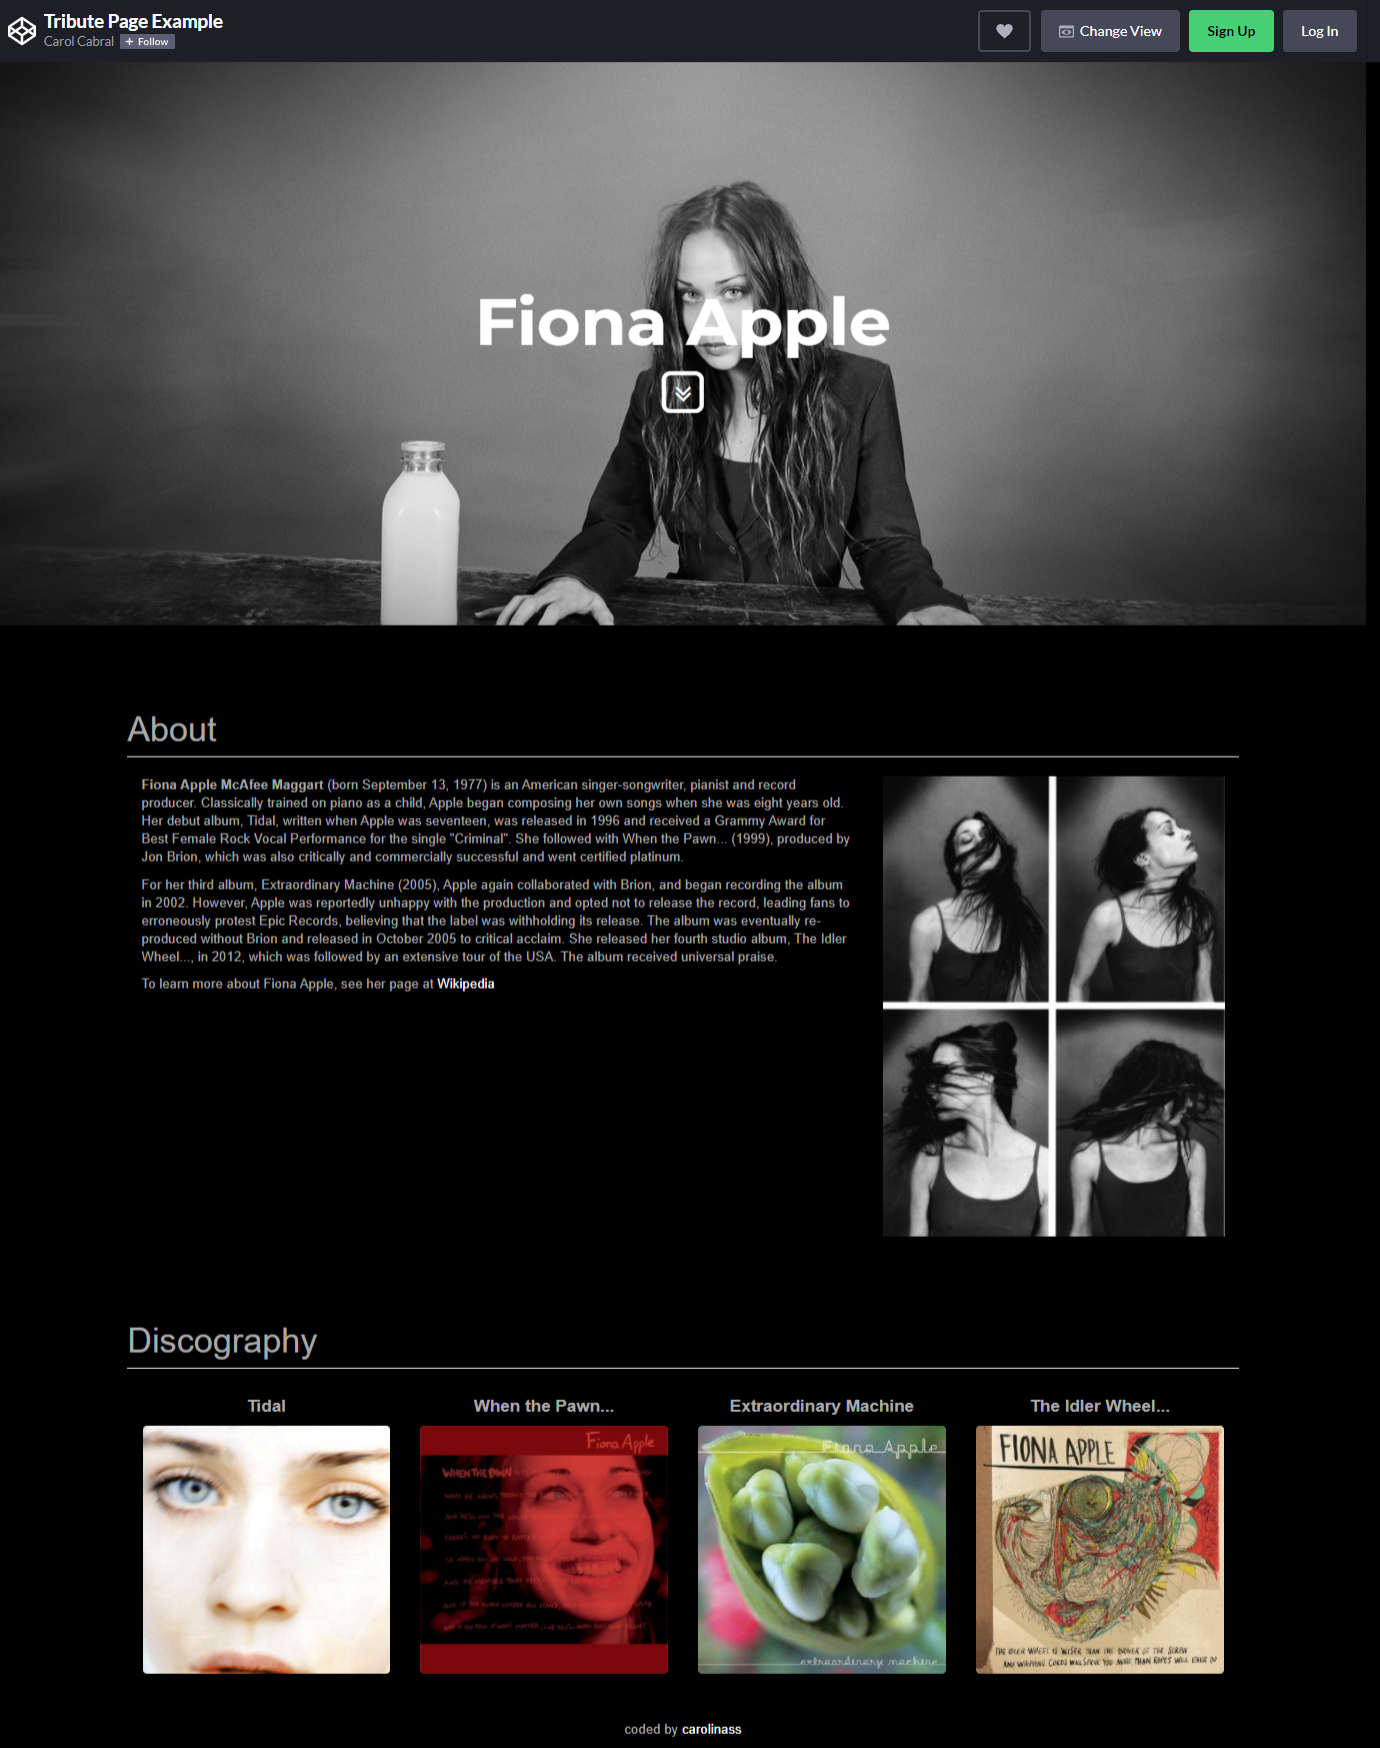 Tribute Page Example
Carol Cabral + Follow
Change View
Sign Up
Log In
Fiona Apple
About
Fiona Apple McAfee Maggart (born September 13, 1977) is an American singer-songwriter, pianist and record
producer. Classically trained on piano as a child, Apple began composing her own songs when she was eight years old.
Her debut album, Tidal, written when Apple was seventeen, was released in 1996 and received a Grammy Award for
Best Female Rock Vocal Performance for the single "Criminal". She followed with When the Pawn... (1999), produced by
Jon Brion, which was also critically and commercially successful and went certified platinum.
For her third album, Extraordinary Machine (2005), Apple again collaborated with Brion, and began recording the album
in 2002. However, Apple was reportedly unhappy with the production and opted not to release the record, leading fans to
erroneously protest Epic Records, believing that the label was withholding its release. The album was eventually re-
produced without Brion and released in October 2005 to critical acclaim. She released her fourth studio album, The Idler
Wheel..., in 2012, which was followed by an extensive tour of the USA. The album received universal praise.
To learn more about Fiona Apple, see her page at Wikipedia
Discography
Tidal
When the Pawn...
Extraordinary Machine
The Idler Wheel...
Fiona Apple
WHEN THE PAWN
Fiona Apple
extraordinary machine
FIONA APPLE
THE IDLER WHEEL IS WISER THAN THE DRIVER OF THE SCREW
AND WHIPPING CORDS WILL SERVE YOU MORE THAN ROPES WILL EVER DO
coded by carolinass